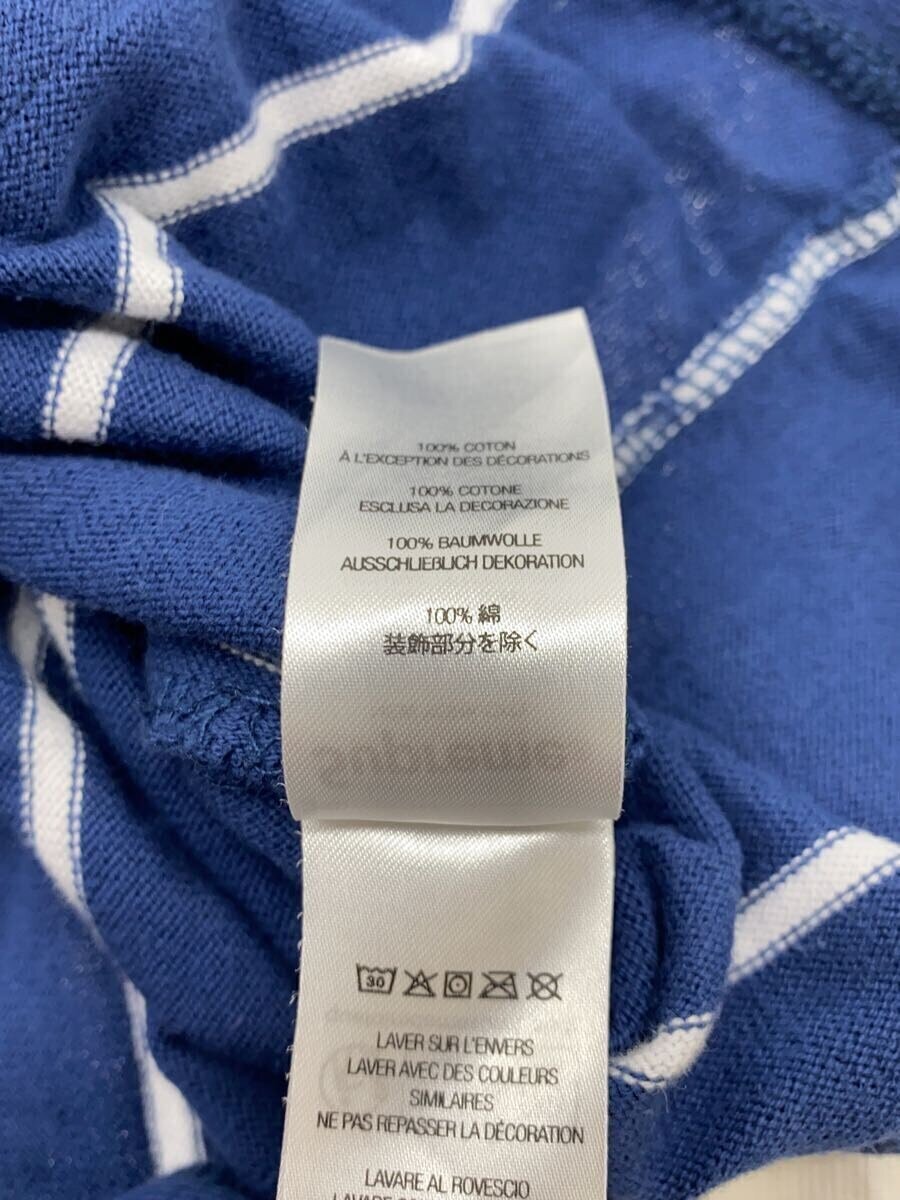 100% COTON
À L'EXCEPTION DES DÉCORATIONS
100% COTONE
ESCLUSA LA DECORAZIONE
100% BAUMWOLLE
AUSSCHLIEßLICH DEKORATION
100% 綿
装飾部分を除く
Supreme
30
LAVER SUR L'ENVERS
LAVER AVEC DES COULEURS
SIMILAIRES
NE PAS REPASSER LA DÉCORATION
LAVARE AL ROVESCIO